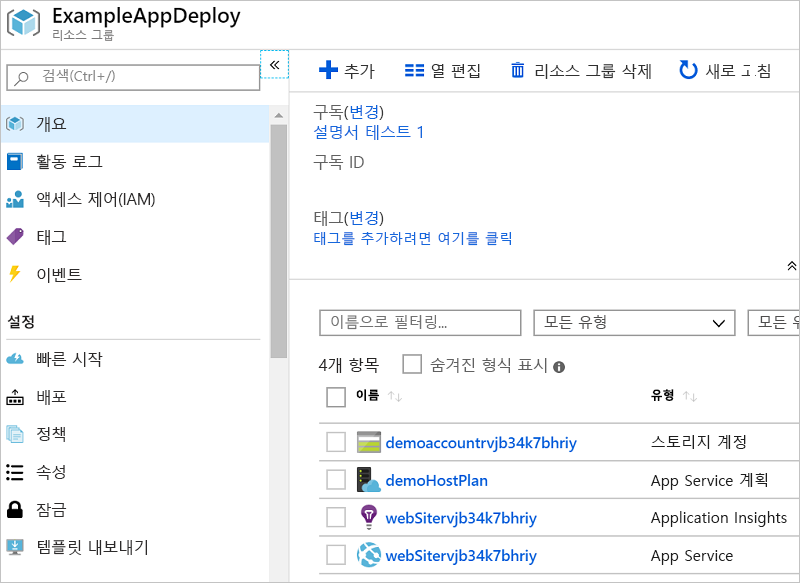 ExampleAppDeploy
리소스 그룹
검색(Ctrl+/)
«
개요
활동 로그
액세스 제어(IAM)
태그
이벤트
설정
빠른 시작
배포
정책
속성
잠금
템플릿 내보내기
추가 열 편집 리소스 그룹 삭제 새로 고침
구독(변경)
설명서 테스트 1
구독 ID
태그(변경)
태그를 추가하려면 여기를 클릭
이름으로 필터링... 모든 유형 모든
4개 항목 숨겨진 형식 표시
이름 유형
demoaccountrvjb34k7bhriy 스토리지 계정
demoHostPlan App Service 계획
webSitervjb34k7bhriy Application Insights
webSitervjb34k7bhriy App Service